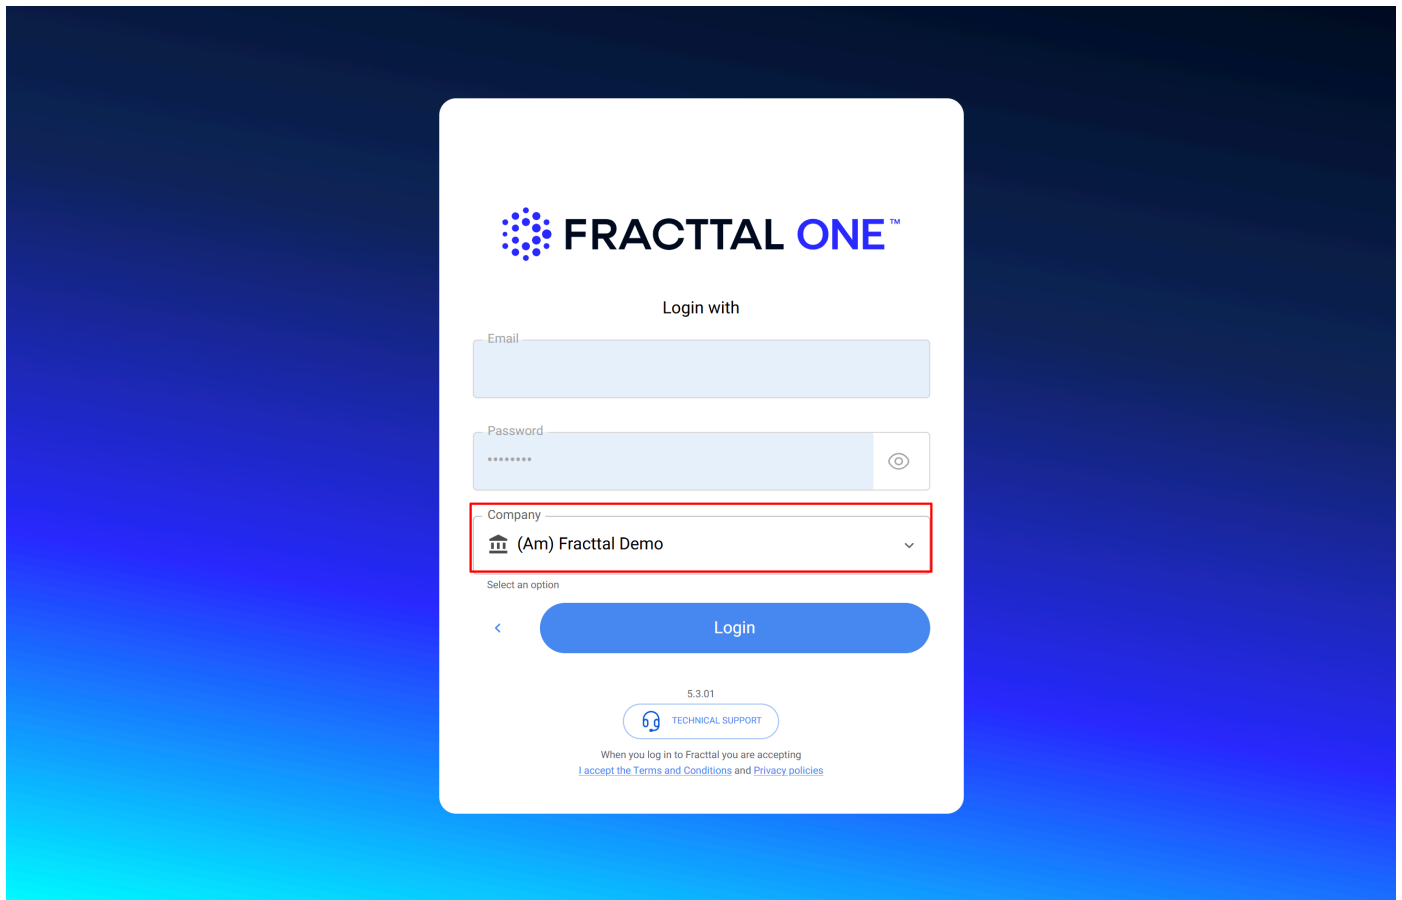 FRACTTAL ONE™
Login with
Email
Password
••••••••
Company
(Am) Fracttal Demo
Select an option
Login
5.3.01
TECHNICAL SUPPORT
When you log in to Fracttal you are accepting
I accept the Terms and Conditions and Privacy policies